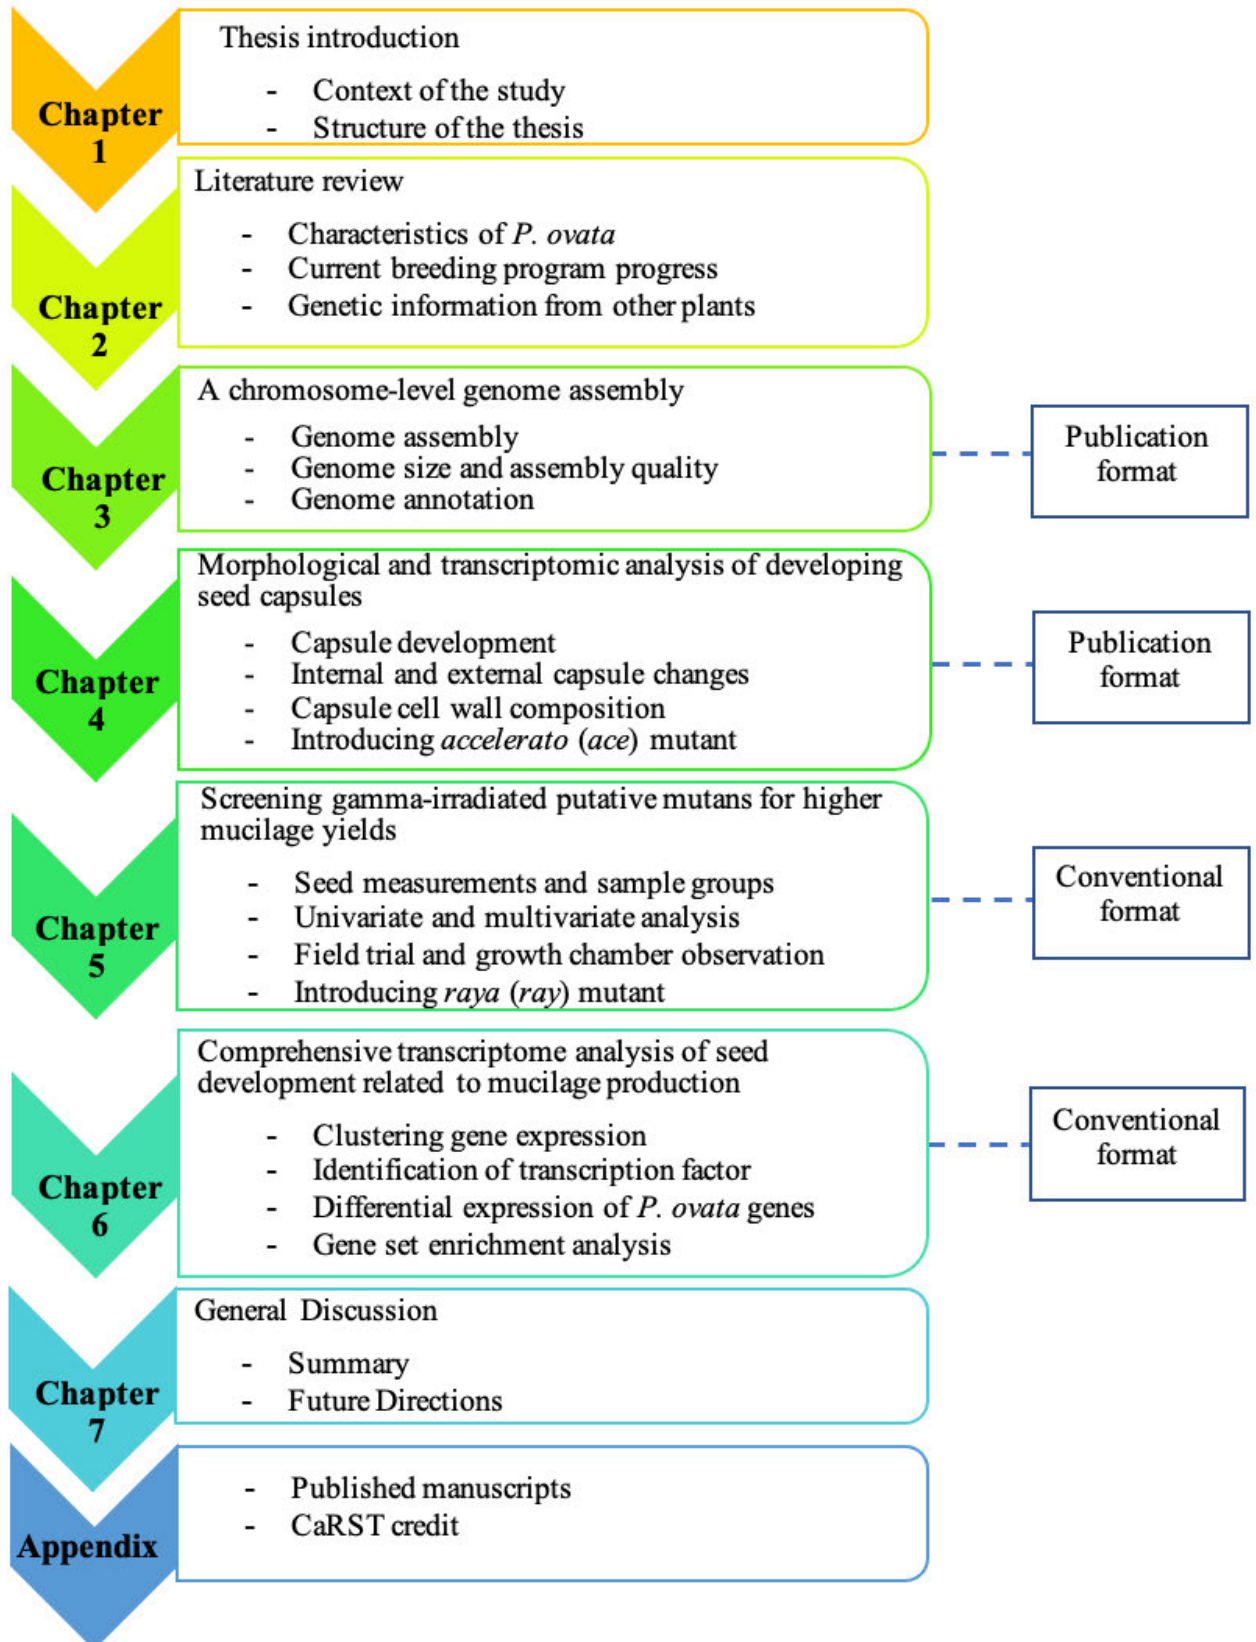 Chapter
1
Thesis introduction
- Context of the study
- Structure of the thesis
Chapter
2
Literature review
- Characteristics of P. ovata
- Current breeding program progress
- Genetic information from other plants
Chapter
3
A chromosome-level genome assembly
- Genome assembly
- Genome size and assembly quality
- Genome annotation
Publication
format
Chapter
4
Morphological and transcriptomic analysis of developing
seed capsules
- Capsule development
- Internal and external capsule changes
- Capsule cell wall composition
- Introducing accelerato (ace) mutant
Publication
format
Chapter
5
Screening gamma-irradiated putative mutans for higher
mucilage yields
- Seed measurements and sample groups
- Univariate and multivariate analysis
- Field trial and growth chamber observation
- Introducing raya (ray) mutant
Conventional
format
Chapter
6
Comprehensive transcriptome analysis of seed
development related to mucilage production
- Clustering gene expression
- Identification of transcription factor
- Differential expression of P. ovata genes
- Gene set enrichment analysis
Conventional
format
Chapter
7
General Discussion
- Summary
- Future Directions
Appendix
- Published manuscripts
- CaRST credit